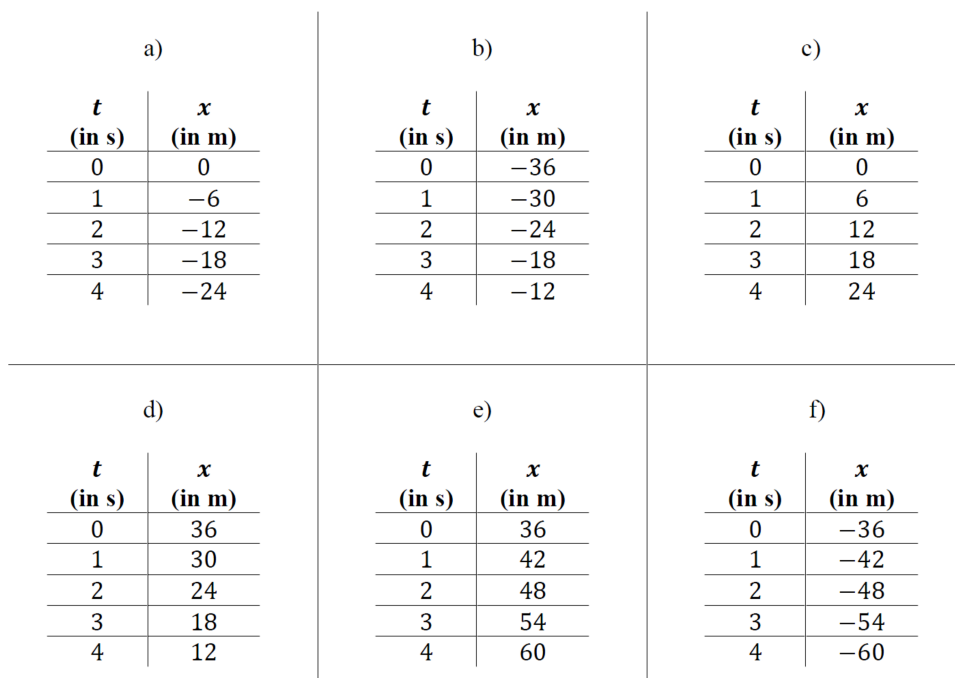 a)
t x
(in s) (in m)
0 0
1 −6
2 −12
3 −18
4 −24
b)
t x
(in s) (in m)
0 −36
1 −30
2 −24
3 −18
4 −12
c)
t x
(in s) (in m)
0 0
1 6
2 12
3 18
4 24
d)
t x
(in s) (in m)
0 36
1 30
2 24
3 18
4 12
e)
t x
(in s) (in m)
0 36
1 42
2 48
3 54
4 60
f)
t x
(in s) (in m)
0 −36
1 −42
2 −48
3 −54
4 −60